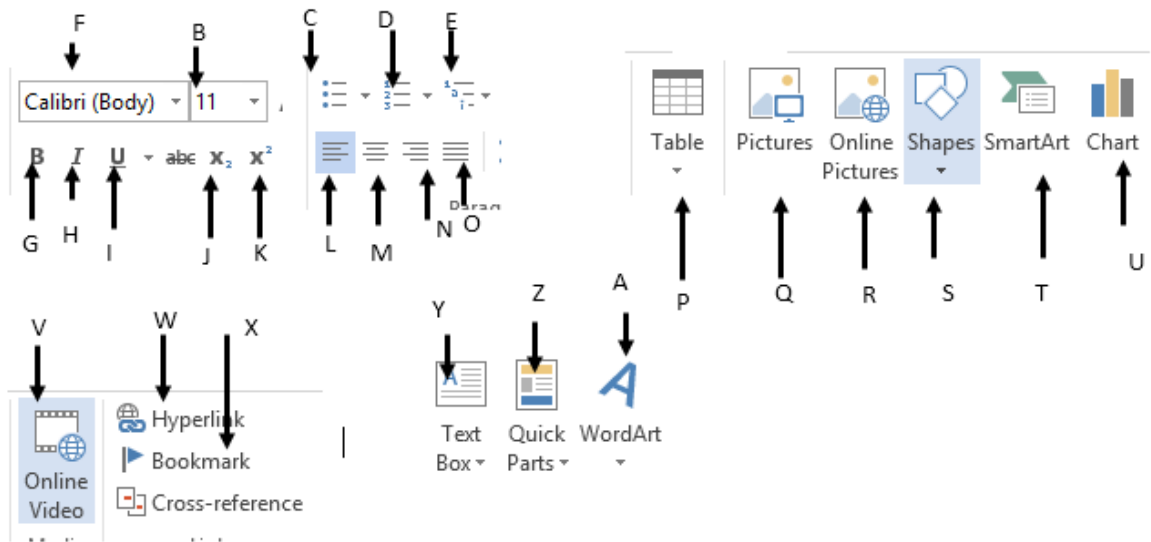 F B C D E
Calibri (Body) 11
B I U abc X₂ X²
G H I J K L M N O
Table Pictures Online Pictures Shapes SmartArt Chart
P Q R S T U
V W X Y Z A
Online Video
Hyperlink
Bookmark
Cross-reference
Text Box Quick Parts WordArt